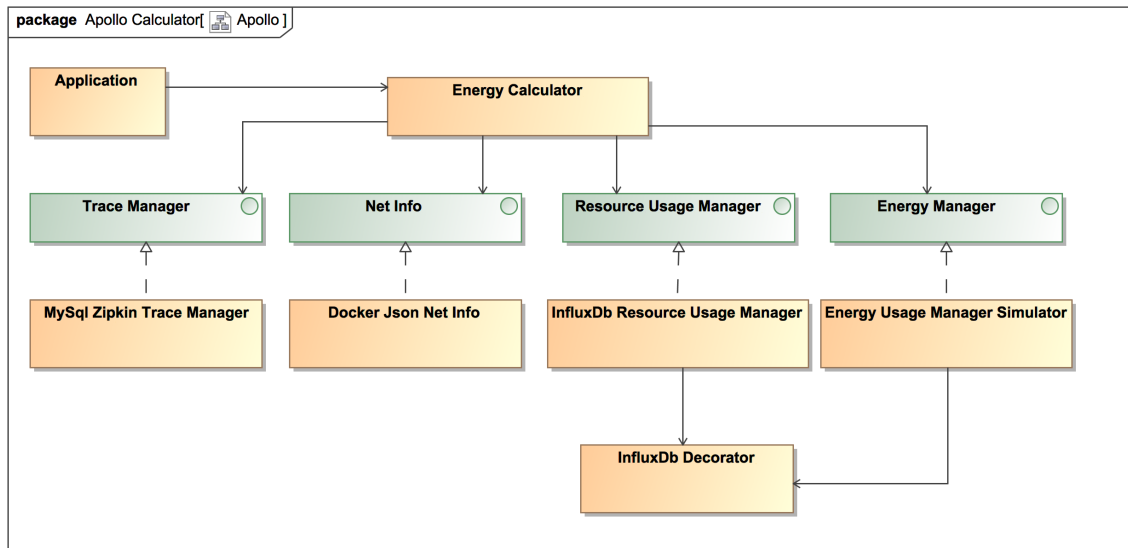 package Apollo Calculator[ Apollo ]
Application
Energy Calculator
Trace Manager
Net Info
Resource Usage Manager
Energy Manager
MySql Zipkin Trace Manager
Docker Json Net Info
InfluxDb Resource Usage Manager
Energy Usage Manager Simulator
InfluxDb Decorator